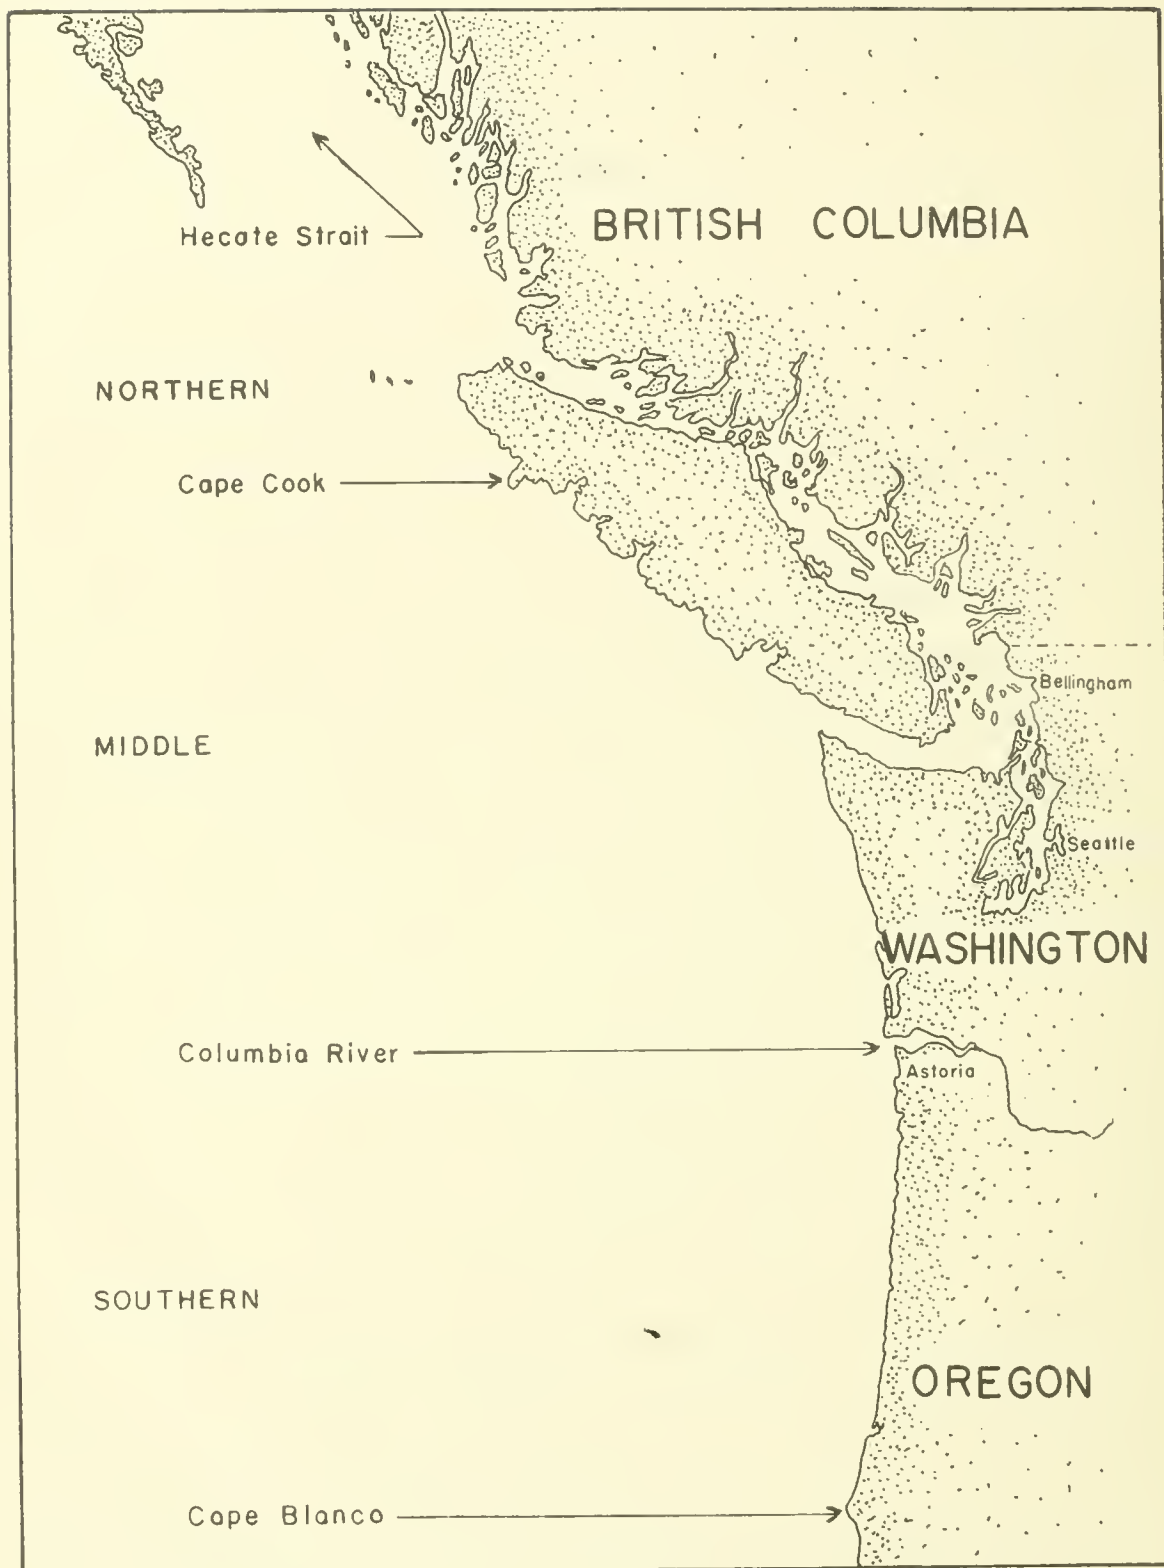 BRITISH COLUMBIA
Hecate Strait
NORTHERN
Cape Cook
Bellingham
MIDDLE
Seattle
WASHINGTON
Columbia River
Astoria
SOUTHERN
OREGON
Cape Blanco